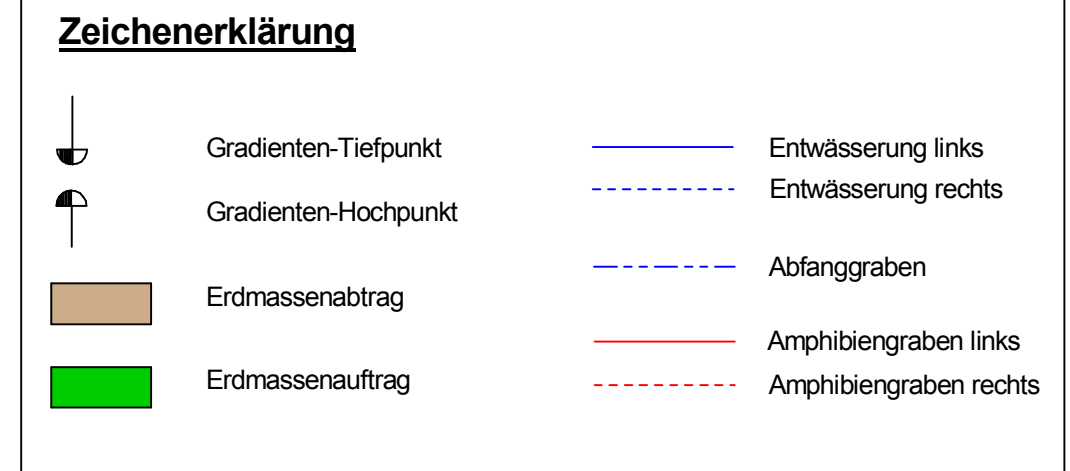 Zeichenerklärung
Gradienten-Tiefpunkt
Gradienten-Hochpunkt
Erdmassenabtrag
Erdmassenauftrag
Entwässerung links
Entwässerung rechts
Abfanggraben
Amphibiengraben links
Amphibiengraben rechts